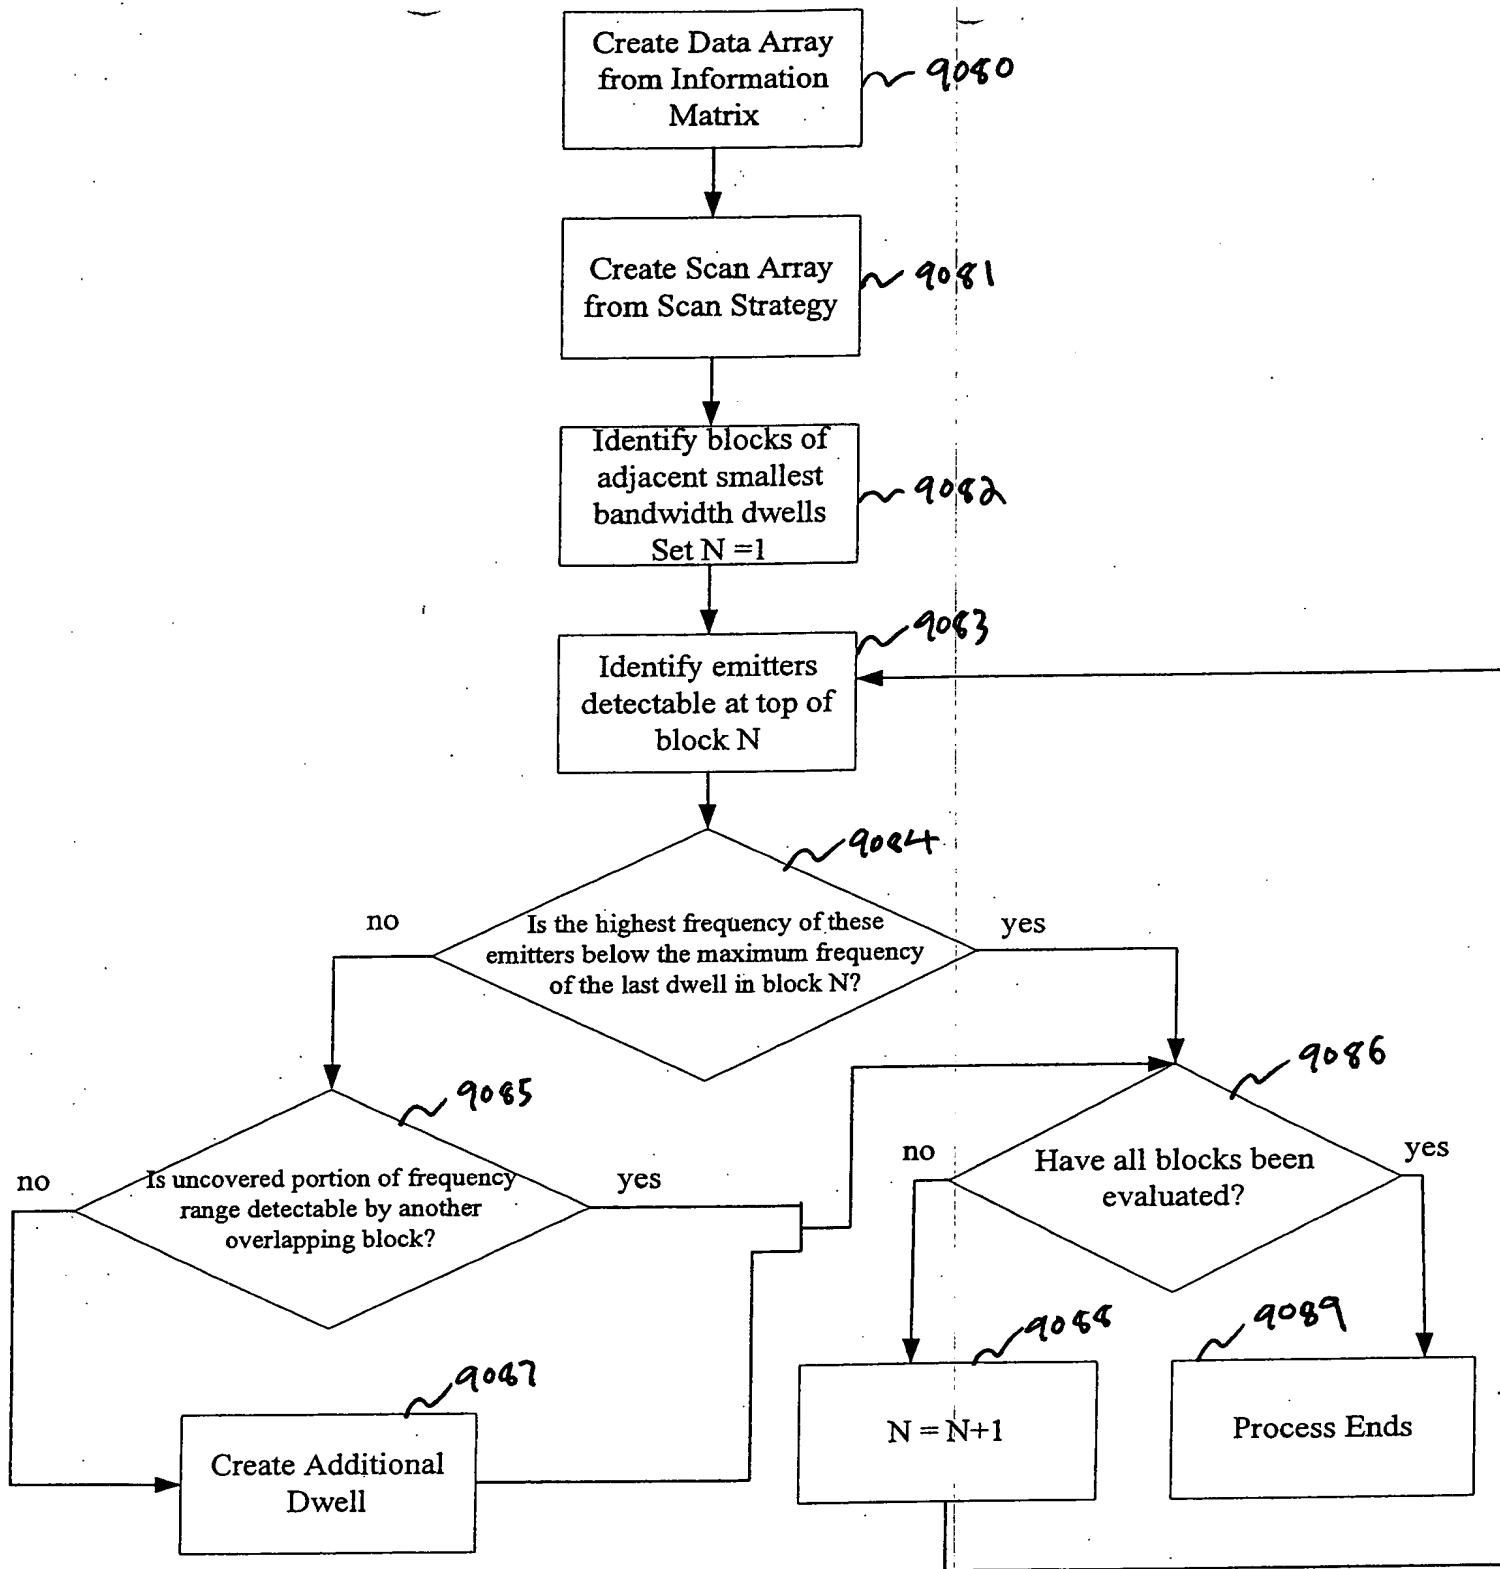 Create Data Array
from Information
Matrix
9080
Create Scan Array
from Scan Strategy
9081
Identify blocks of
adjacent smallest
bandwidth dwells
Set N =1
9082
9083
Identify emitters
detectable at top of
block N
9084
no
Is the highest frequency of these
emitters below the maximum frequency
of the last dwell in block N?
yes
9085
9086
no
Is uncovered portion of frequency
range detectable by another
overlapping block?
yes
no
Have all blocks been
evaluated?
yes
9087
9088
9089
Create Additional
Dwell
N = N+1
Process Ends